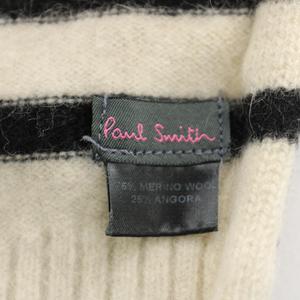 Paul Smith
75% MERINO WOOL
25% ANGORA